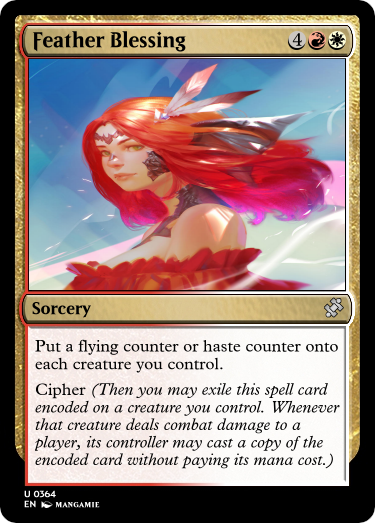 Feather Blessing 4
Sorcery
Put a flying counter or haste counter onto
each creature you control.
Cipher (Then you may exile this spell card
encoded on a creature you control. Whenever
that creature deals combat damage to a
player, its controller may cast a copy of the
encoded card without paying its mana cost.)
U 0364
EN MANGAMIE